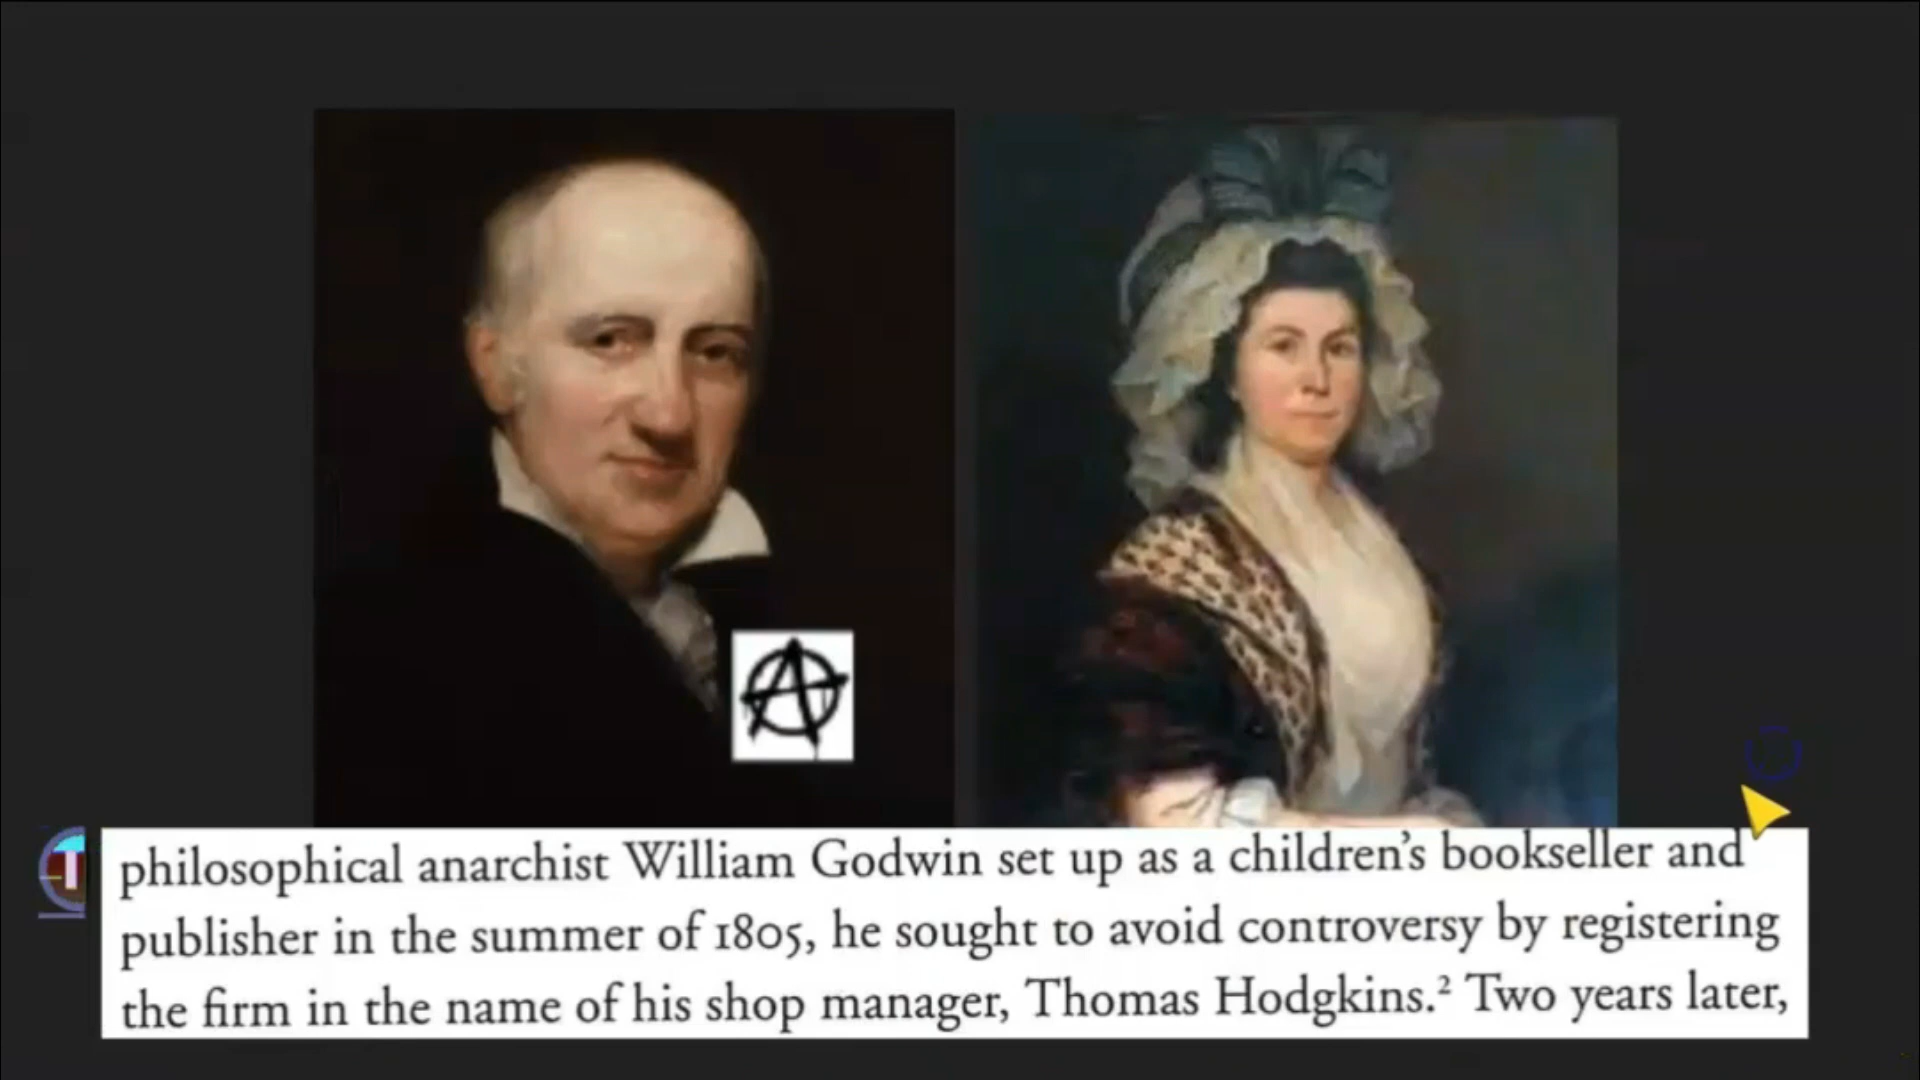 philosophical anarchist William Godwin set up as a children's bookseller and
publisher in the summer of 1805, he sought to avoid controversy by registering
the firm in the name of his shop manager, Thomas Hodgkins.² Two years later,